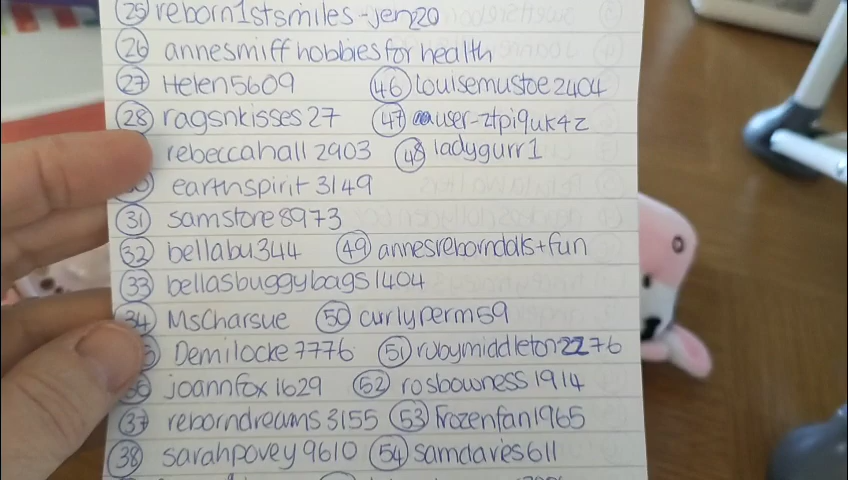 25 reborn1stsmiles-jen20
26 annesmiff hobbies for health
27 Helen5609 46 louisemustoe2404
28 ragsnkisses27 47 user-ztpiquk4z
rebeccahall2903 48 ladygurr1
earthspirit3149
31 samstore8973
32 bellabu344 49 annesreborndolls+fun
33 bellasbuggybags1404
34 MsCharsue 50 curlyperm59
Demilocke7776 51 rubymiddleton2276
joannfox1629 52 rosbowness1914
37 reborndreams3155 53 Frozenfan1965
38 sarahpovey9610 54 samdavies611